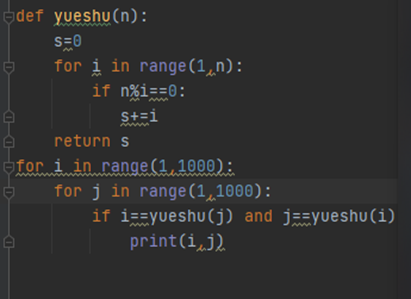 def yueshu(n):
    s=0
    for i in range(1,n):
        if n%i==0:
            s+=i
    return s
for i in range(1,1000):
    for j in range(1,1000):
        if i==yueshu(j) and j==yueshu(i)
            print(i,j)